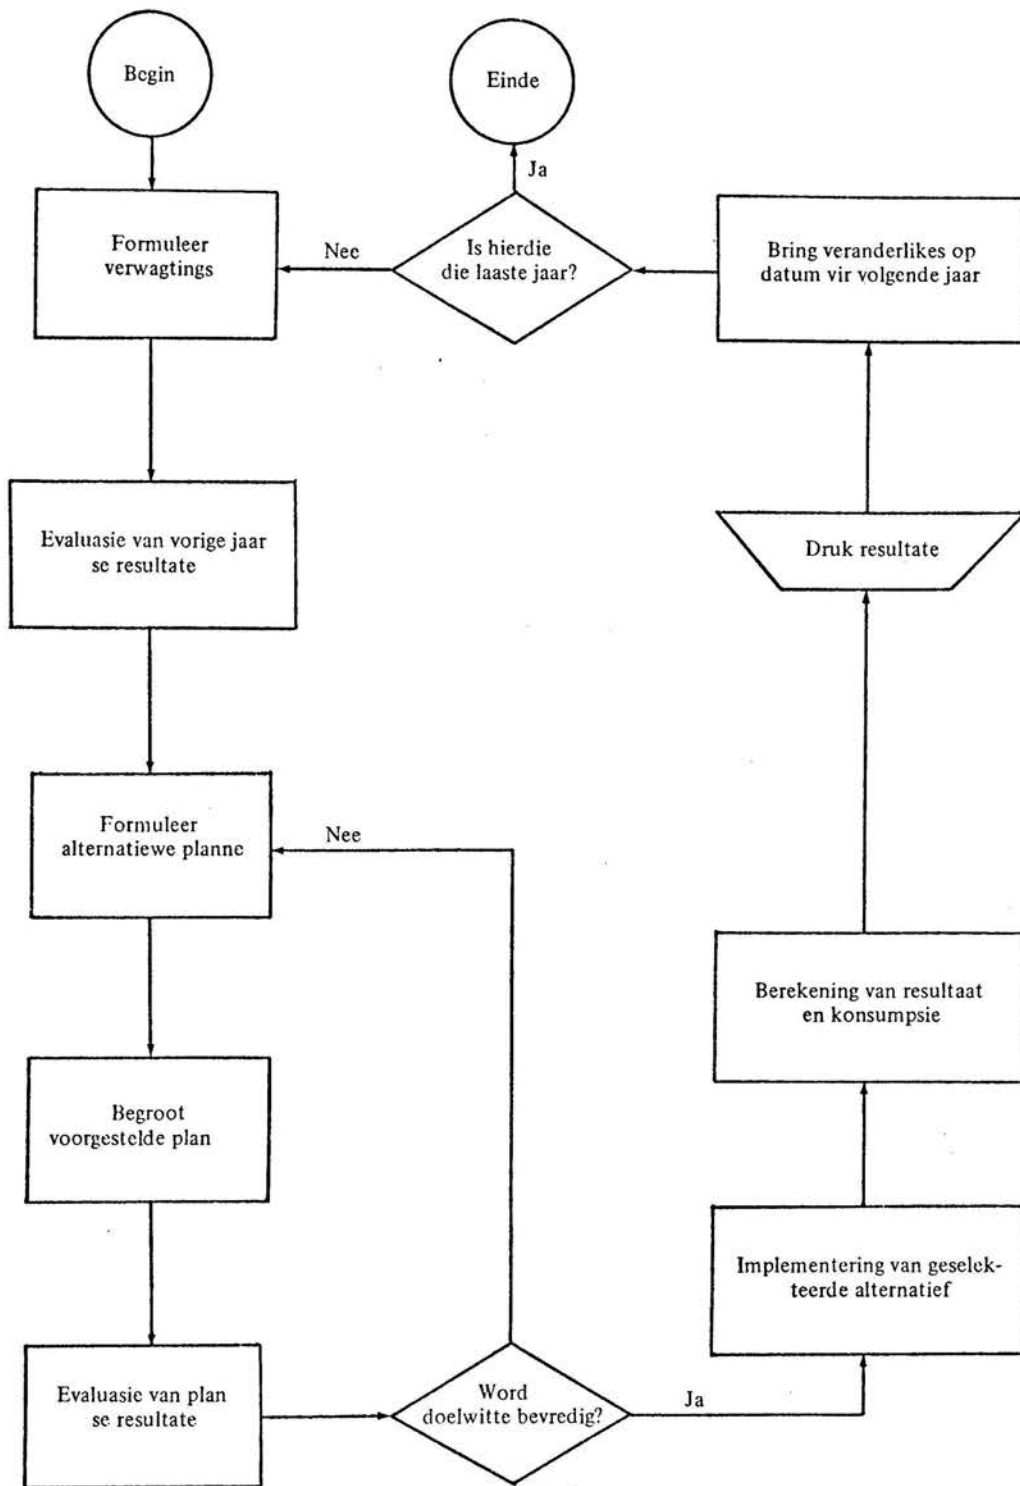 Begin
Einde
Ja
Formuleer
verwagtings
Nee
Is hierdie
die laaste jaar?
Bring veranderlikes op
datum vir volgende jaar
Evaluasie van vorige jaar
se resultate
Druk resultate
Formuleer
alternatiewe planne
Nee
Berekening van resultaat
en konsumpsie
Begroot
voorgestelde plan
Implementering van geselek-
teerde alternatief
Evaluasie van plan
se resultate
Word
doelwitte bevredig?
Ja